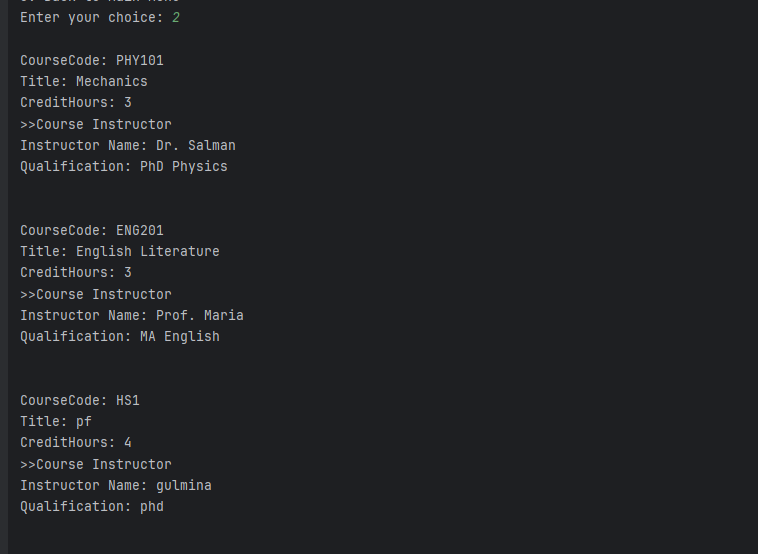 Enter your choice: 2
CourseCode: PHY101
Title: Mechanics
CreditHours: 3
>>Course Instructor
Instructor Name: Dr. Salman
Qualification: PhD Physics
CourseCode: ENG201
Title: English Literature
CreditHours: 3
>>Course Instructor
Instructor Name: Prof. Maria
Qualification: MA English
CourseCode: HS1
Title: pf
CreditHours: 4
>>Course Instructor
Instructor Name: gulmina
Qualification: phd